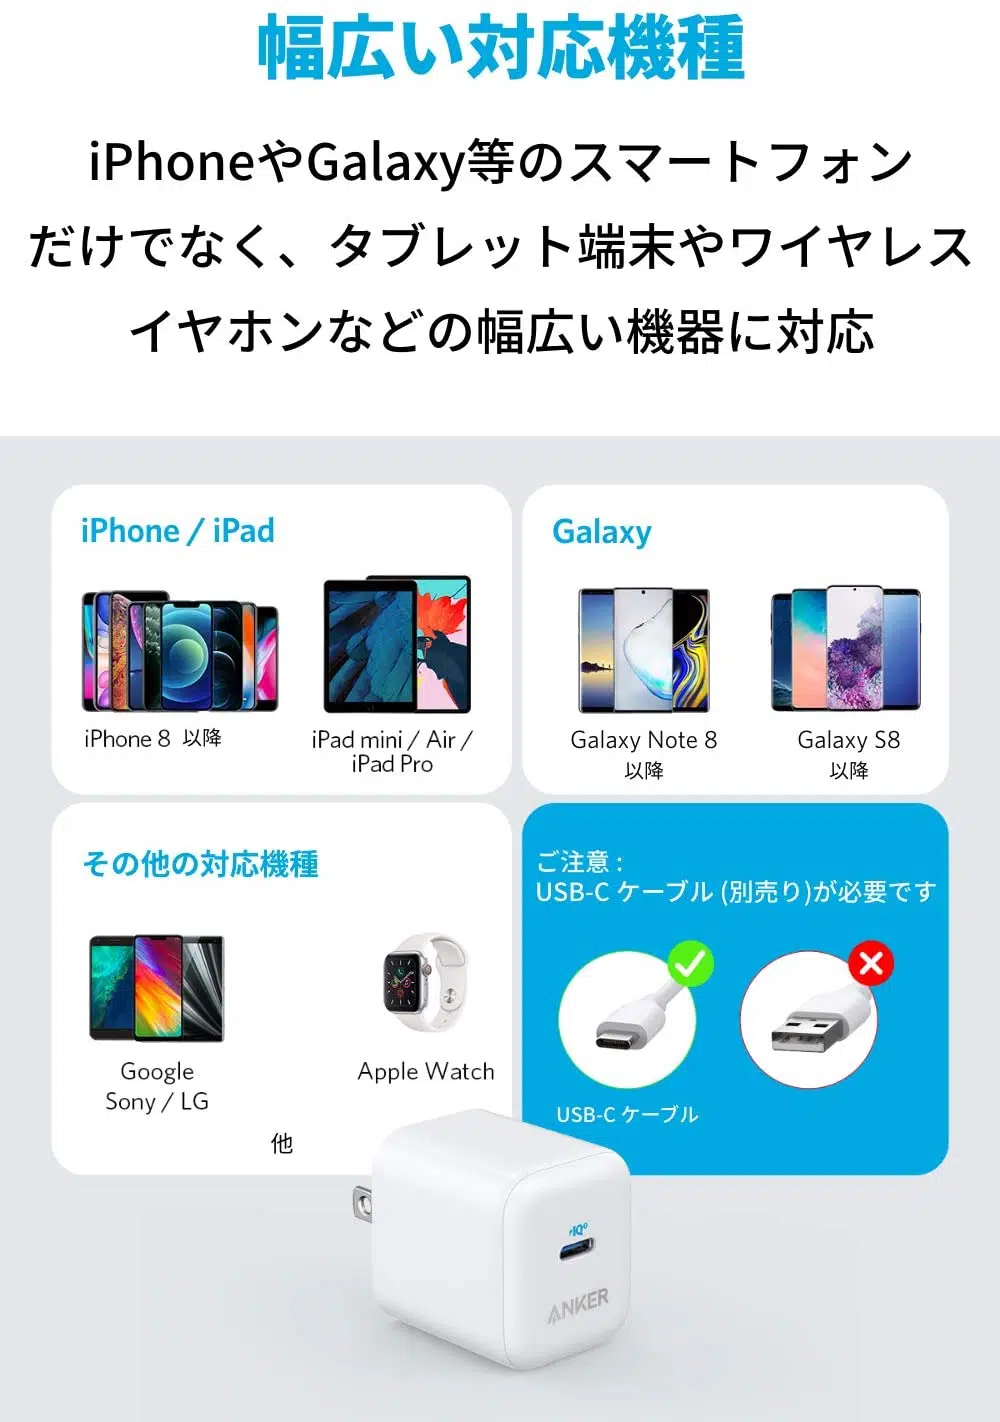 幅広い対応機種
iPhoneやGalaxy等のスマートフォン
だけでなく、タブレット端末やワイヤレス
イヤホンなどの幅広い機器に対応
iPhone / iPad
iPhone 8 以降
iPad mini / Air /
iPad Pro
Galaxy
Galaxy Note 8
以降
Galaxy S8
以降
その他の対応機種
Google
Sony / LG
Apple Watch
他
ご注意 :
USB-C ケーブル (別売り)が必要です
USB-C ケーブル
IQ
ANKER